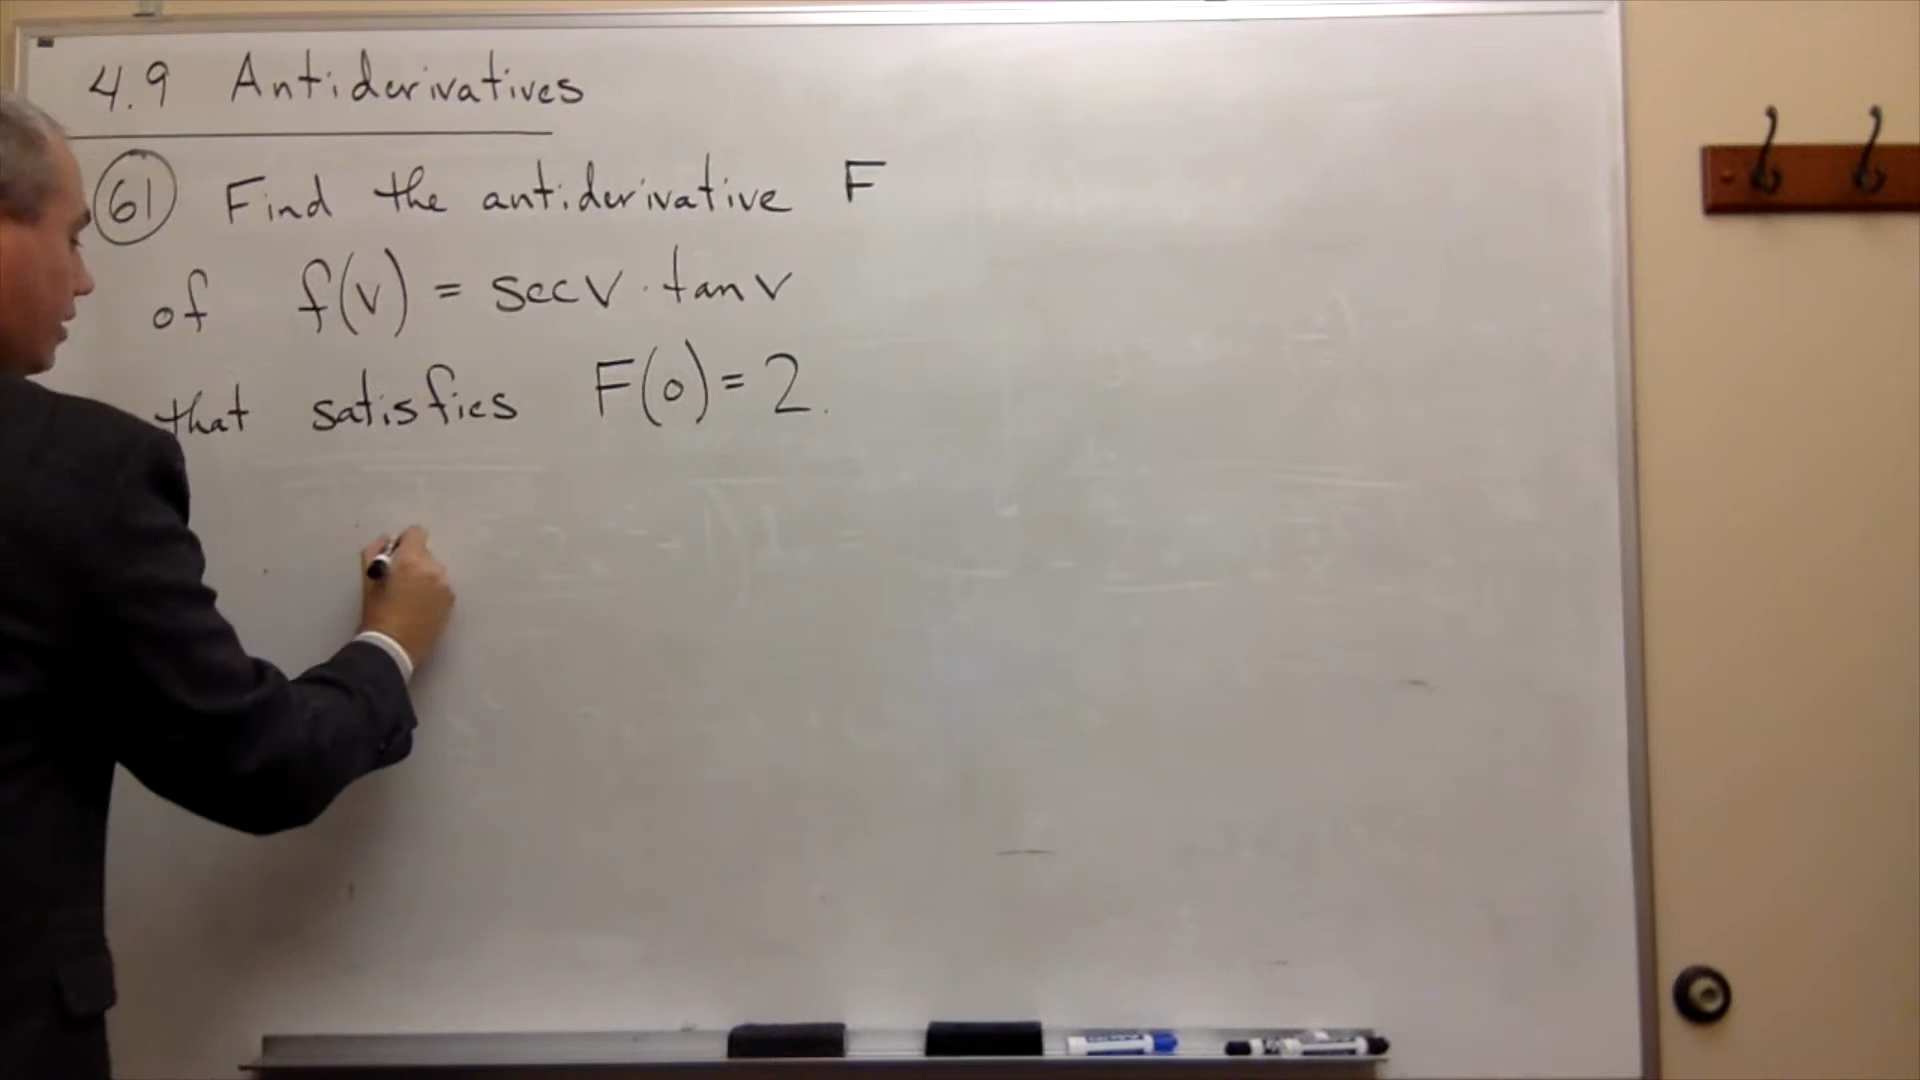 4.9 Antiderivatives
61 Find the antiderivative F
of f(v) = sec v · tan v
that satisfies F(0) = 2.